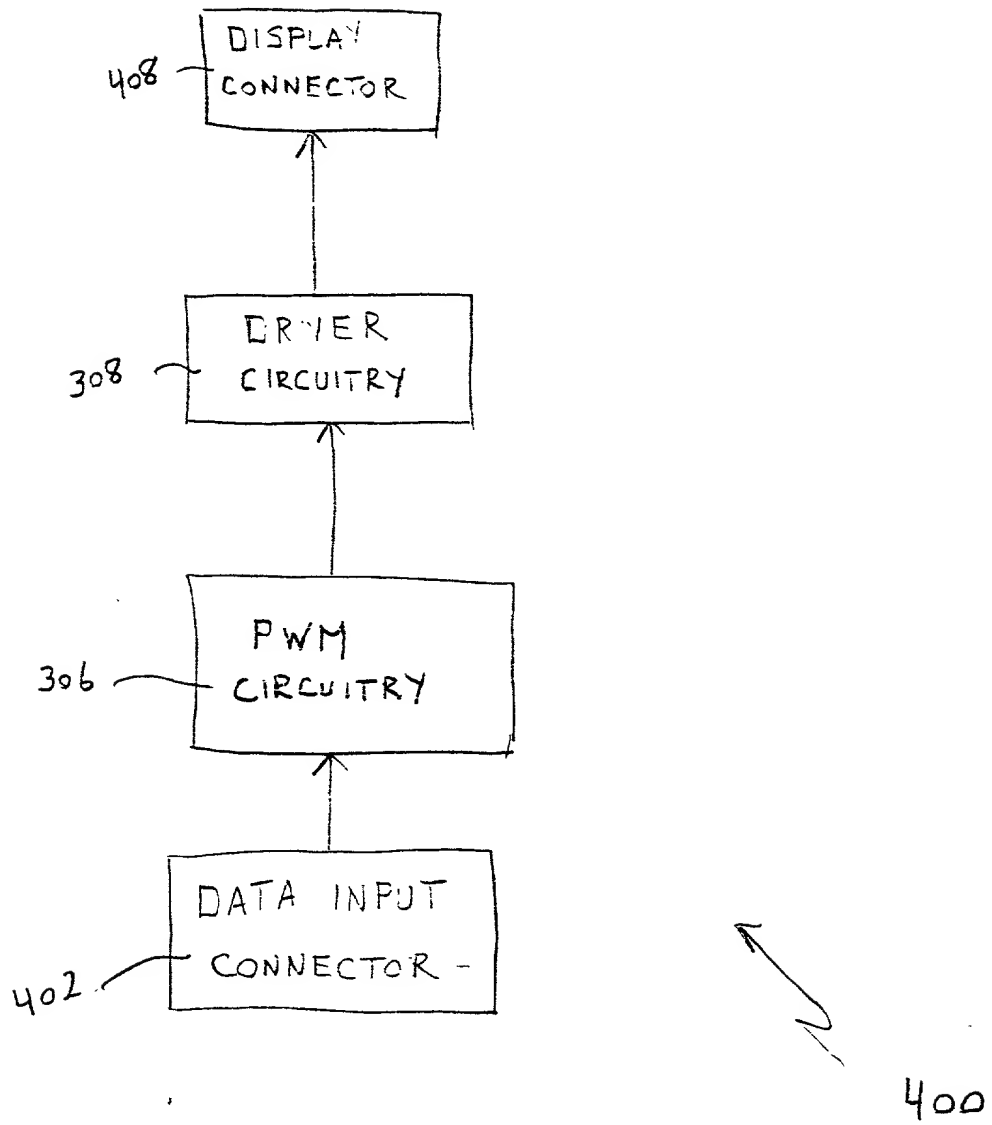 DISPLAY
408
CONNECTOR
DRIVER
308
CIRCUITRY
PWM
306
CIRCUITRY
DATA INPUT
402
CONNECTOR -
400